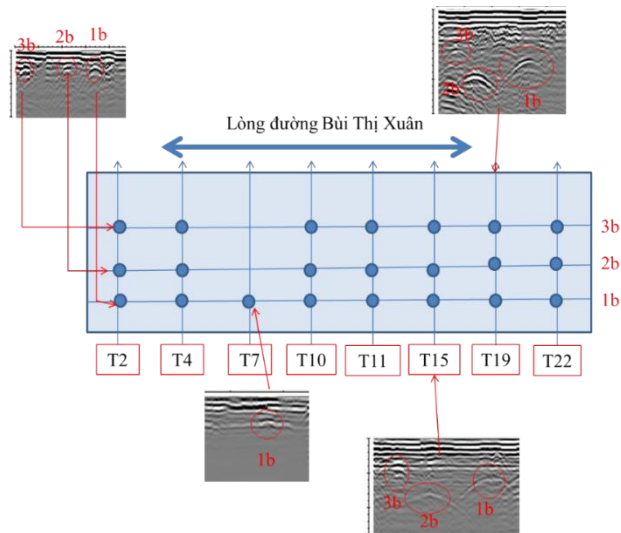 3b 2b 1b
3b
2b
1b
Lòng đường Bùi Thị Xuân
3b
2b
1b
T2 T4 T7 T10 T11 T15 T19 T22
1b
3b
2b
1b